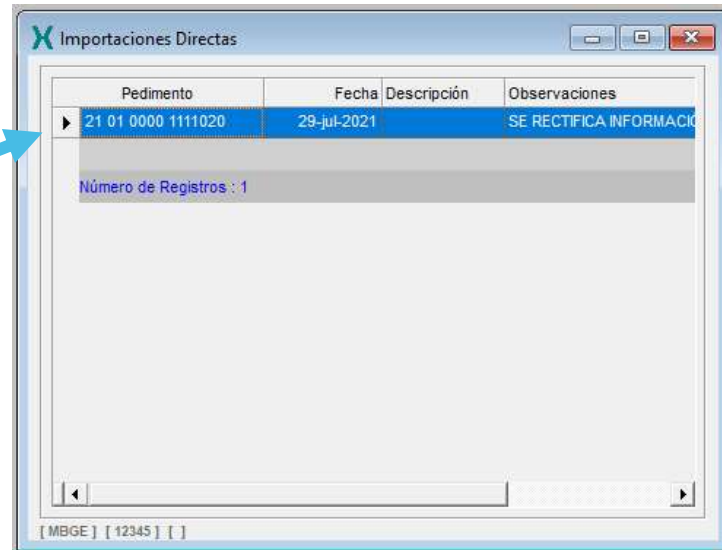 Importaciones Directas
Pedimento Fecha Descripción Observaciones
21 01 0000 1111020 29-jul-2021 SE RECTIFICA
Número de Registros : 1
[ MBGE ] [ 12345 ] [ ]